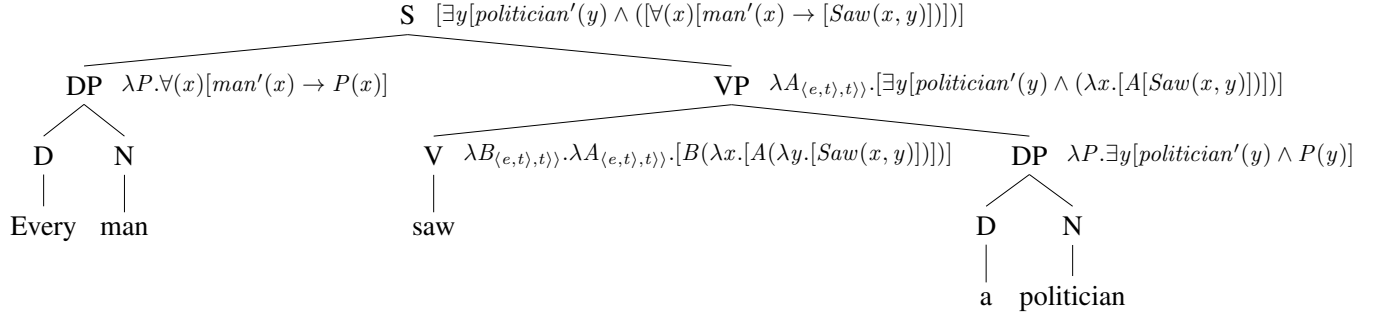 S [∃y[politician′(y) ∧ ([∀(x)[man′(x) → [Saw(x, y)])])]
DP λP.∀(x)[man′(x) → P(x)] VP λA⟨e,t⟩,t⟩⟩.[∃y[politician′(y) ∧ (λx.[A[Saw(x, y)])])]
D N V λB⟨e,t⟩,t⟩⟩.λA⟨e,t⟩,t⟩⟩.[B(λx.[A(λy.[Saw(x, y)])])] DP λP.∃y[politician′(y) ∧ P(y)]
Every man saw D N
a politician